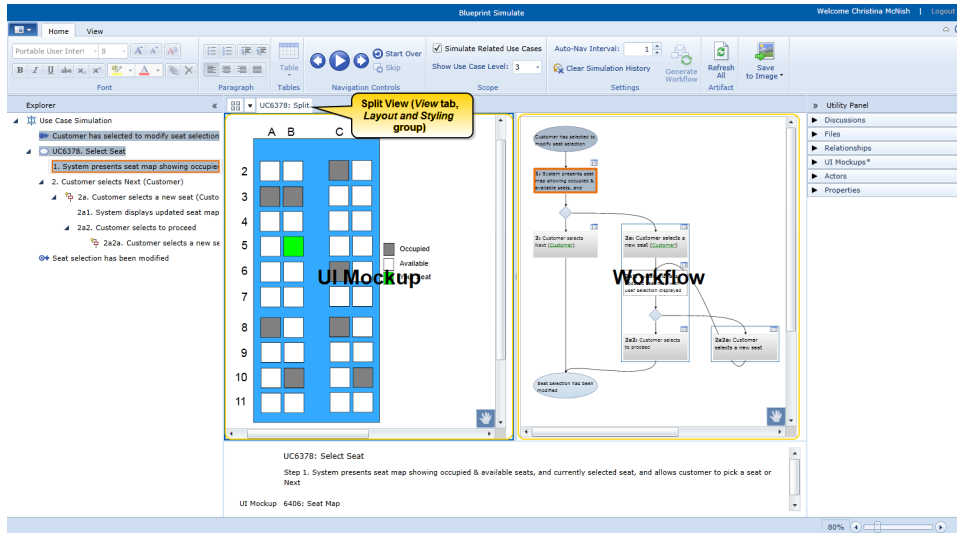 Blueprint Simulate
Welcome Christina McNish | Logout
Home View
Portable User Interf 8
Start Over
Skip
Table
Simulate Related Use Cases
Show Use Case Level: 3
Auto-Nav Interval: 1
Clear Simulation History
Generate Workflow
Refresh All
Save to Image
Font Paragraph Tables Navigation Controls Scope Settings Artifact
Explorer
Use Case Simulation
Customer has selected to modify seat selection
UC6378. Select Seat
1. System presents seat map showing occupie
2. Customer selects Next (Customer)
2a. Customer selects a new seat (Custo
2a1. System displays updated seat map
2a2. Customer selects to proceed
2a2a. Customer selects a new se
Seat selection has been modified
UC6378: Split
Split View (View tab,
Layout and Styling
group)
A B C
2
3
4
5
6
7
8
9
10
11
Occupied
Available
Seat
UI Mockup
Customer has selected to
modify seat selection
1: System presents seat
map showing occupied &
available seats, and
2: Customer selects
Next (Customer)
2a: Customer selects a
new seat (Customer)
user selection displayed
Workflow
2a2: Customer selects
to proceed
2a2a: Customer
selects a new seat
Seat selection has been
modified
Utility Panel
Discussions
Files
Relationships
UI Mockups*
Actors
Properties
UC6378: Select Seat
Step 1. System presents seat map showing occupied & available seats, and currently selected seat, and allows customer to pick a seat or
Next
UI Mockup 6406: Seat Map
80%